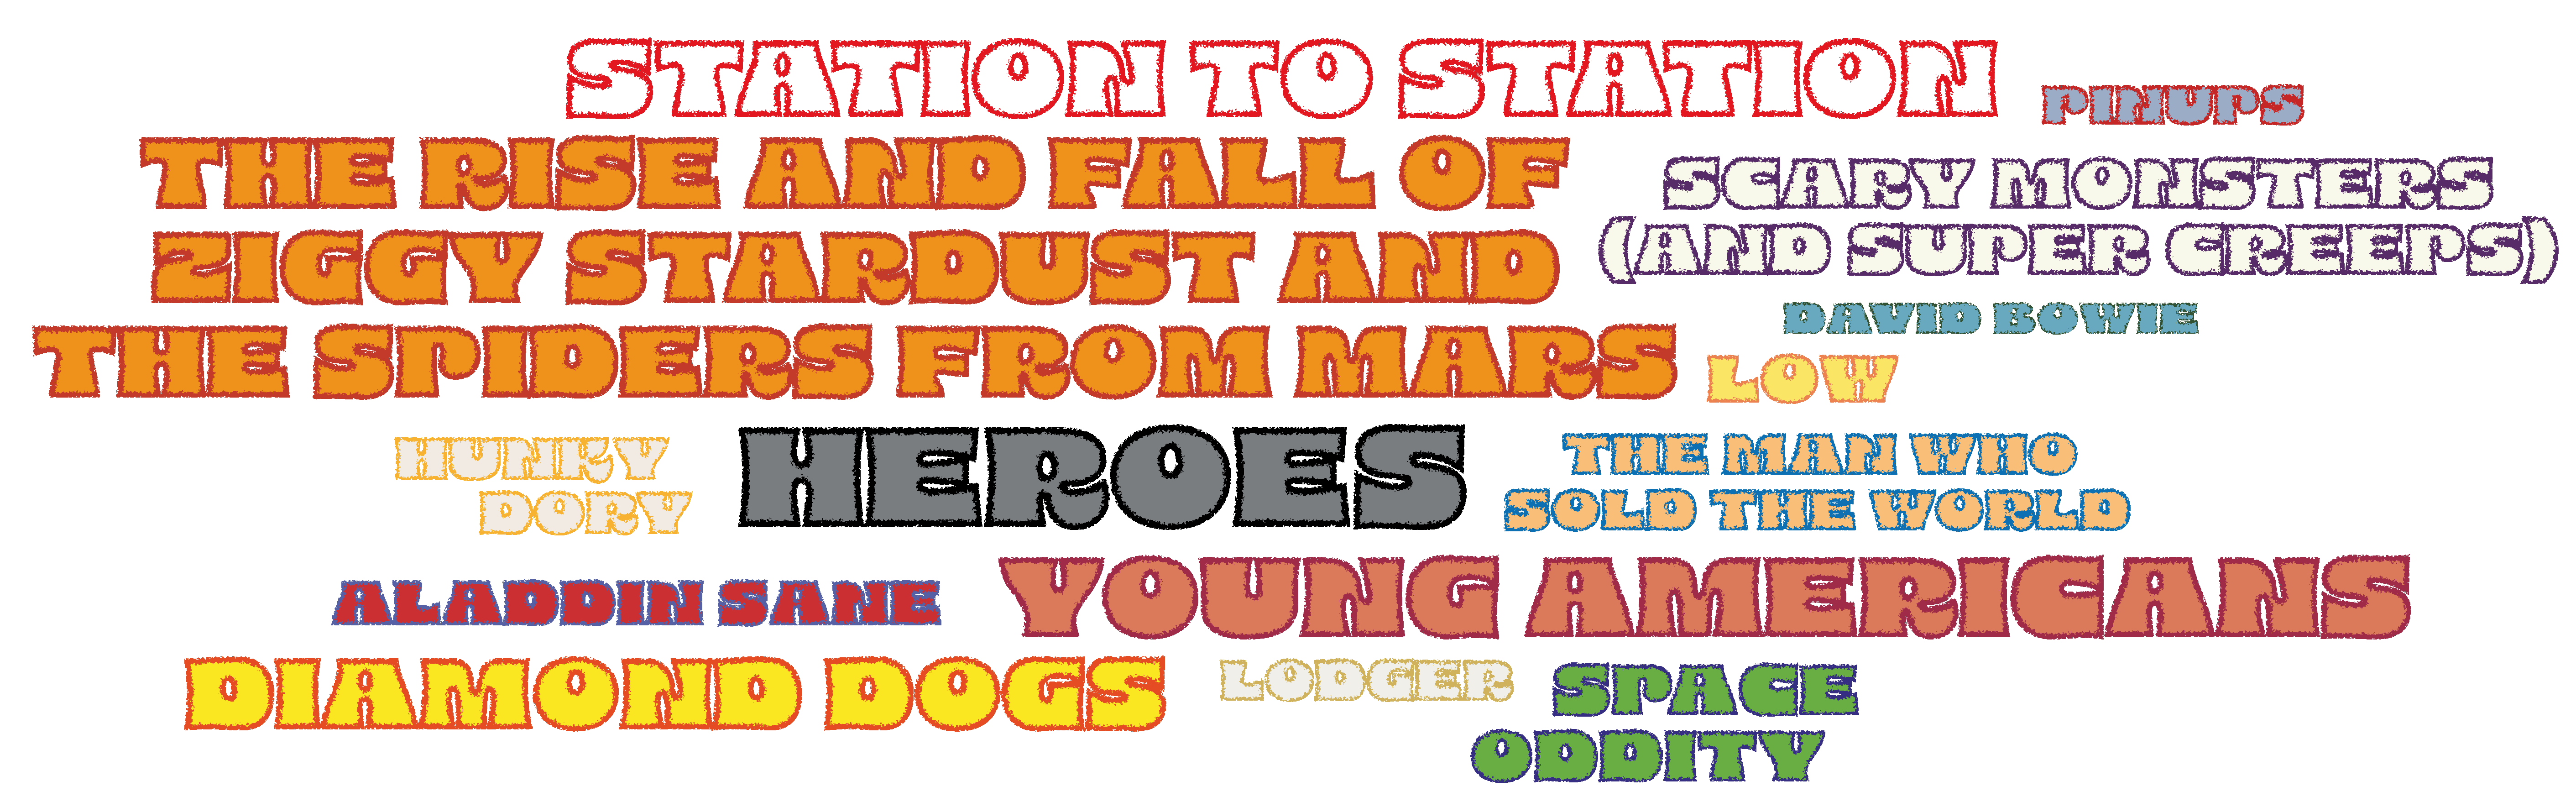 STATION TO STATION
PINUPS
THE RISE AND FALL OF
ZIGGY STARDUST AND
THE SPIDERS FROM MARS
SCARY MONSTERS
(AND SUPER CREEPS)
DAVID BOWIE
LOW
HUNKY
DORY
HEROES
THE MAN WHO
SOLD THE WORLD
ALADDIN SANE
YOUNG AMERICANS
DIAMOND DOGS
LODGER
SPACE
ODDITY